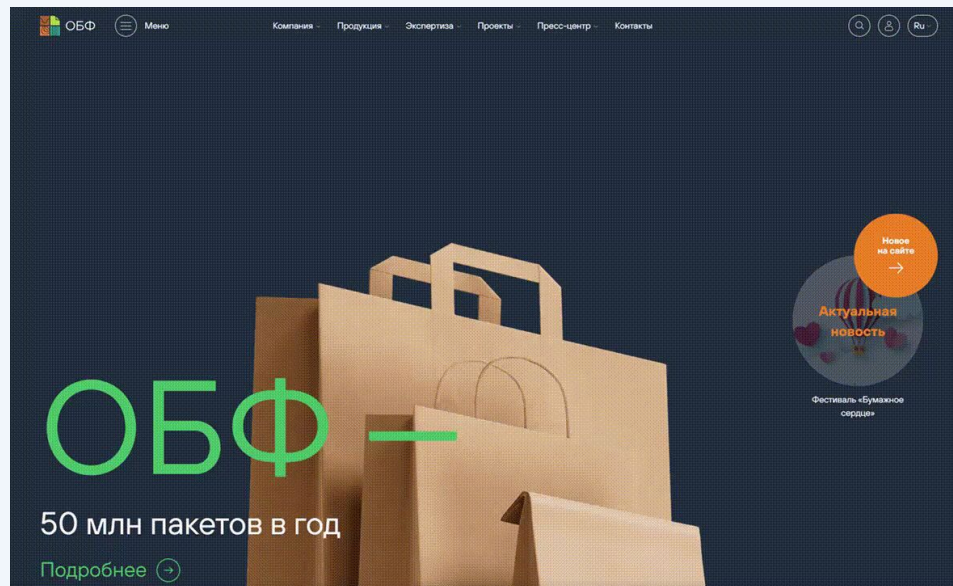 ОБФ
Меню
Компания
Продукция
Экспертиза
Проекты
Пресс-центр
Контакты
Ru
Новое
на сайте
Актуальная
новость
Фестиваль «Бумажное
сердце»
ОБФ —
50 млн пакетов в год
Подробнее